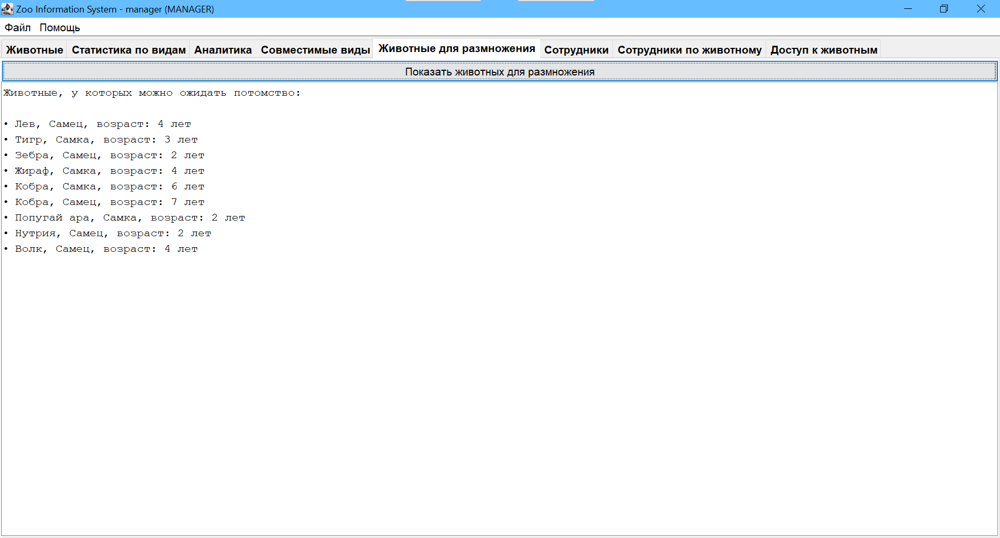 Zoo Information System - manager (MANAGER)
Файл Помощь
Животные Статистика по видам Аналитика Совместимые виды Животные для размножения Сотрудники Сотрудники по животному Доступ к животным
Показать животных для размножения
Животные, у которых можно ожидать потомство:
• Лев, Самец, возраст: 4 лет
• Тигр, Самка, возраст: 3 лет
• Зебра, Самец, возраст: 2 лет
• Жираф, Самка, возраст: 4 лет
• Кобра, Самка, возраст: 6 лет
• Кобра, Самец, возраст: 7 лет
• Попугай ара, Самка, возраст: 2 лет
• Нутрия, Самец, возраст: 2 лет
• Волк, Самец, возраст: 4 лет